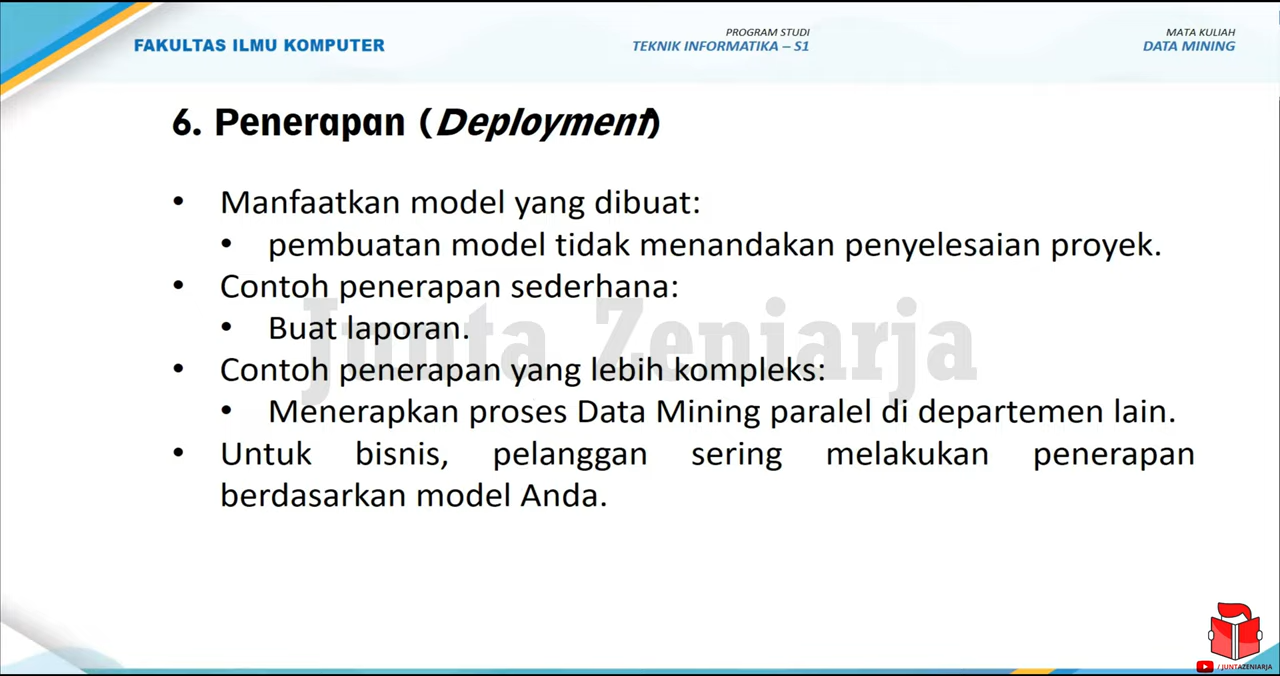 FAKULTAS ILMU KOMPUTER
PROGRAM STUDI
TEKNIK INFORMATIKA – S1
MATA KULIAH
DATA MINING
6. Penerapan (Deployment)
• Manfaatkan model yang dibuat:
• pembuatan model tidak menandakan penyelesaian proyek.
• Contoh penerapan sederhana:
• Buat laporan.
• Contoh penerapan yang lebih kompleks:
• Menerapkan proses Data Mining paralel di departemen lain.
• Untuk bisnis, pelanggan sering melakukan penerapan
berdasarkan model Anda.
Junta Zeniarja
/ JUNTAZENIARJA